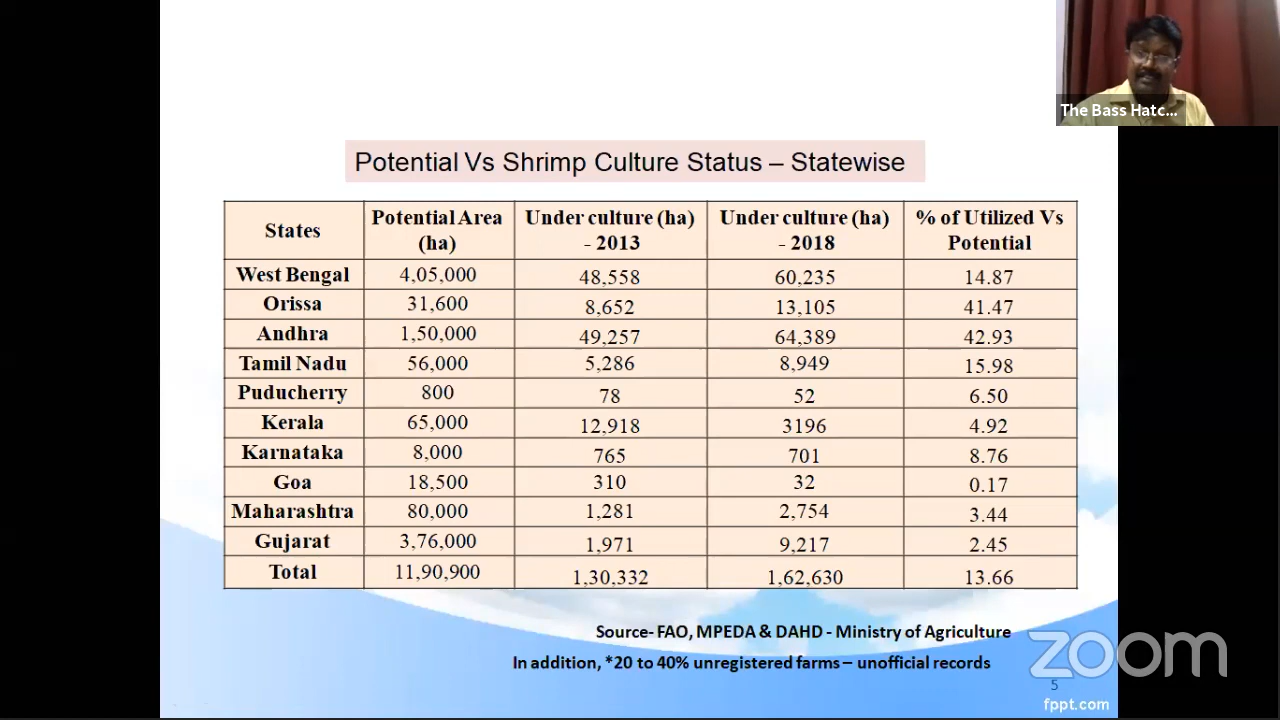 The Bass Hatc...
Potential Vs Shrimp Culture Status – Statewise
States Potential Area (ha) Under culture (ha) - 2013 Under culture (ha) - 2018 % of Utilized Vs Potential
West Bengal 4,05,000 48,558 60,235 14.87
Orissa 31,600 8,652 13,105 41.47
Andhra 1,50,000 49,257 64,389 42.93
Tamil Nadu 56,000 5,286 8,949 15.98
Puducherry 800 78 52 6.50
Kerala 65,000 12,918 3196 4.92
Karnataka 8,000 765 701 8.76
Goa 18,500 310 32 0.17
Maharashtra 80,000 1,281 2,754 3.44
Gujarat 3,76,000 1,971 9,217 2.45
Total 11,90,900 1,30,332 1,62,630 13.66
Source- FAO, MPEDA & DAHD - Ministry of Agriculture
In addition, *20 to 40% unregistered farms – unofficial records
zoom
5
fppt.com